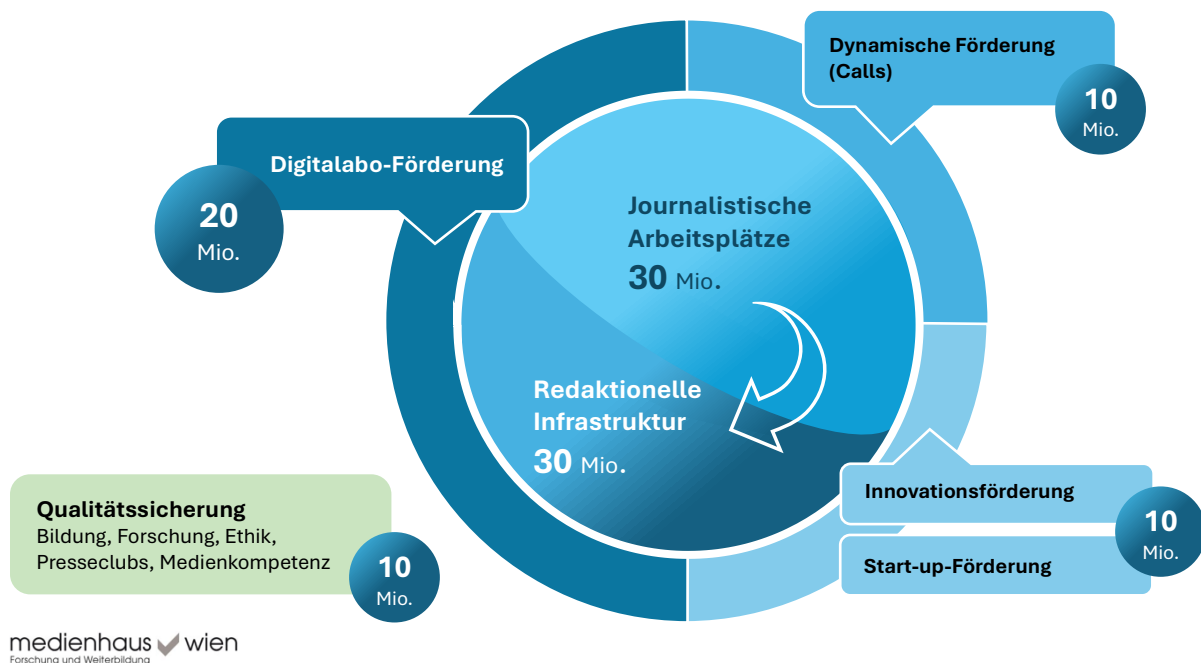 Dynamische Förderung
(Calls)
10
Mio.
Digitalabo-Förderung
20
Mio.
Journalistische
Arbeitsplätze
30 Mio.
Redaktionelle
Infrastruktur
30 Mio.
Innovationsförderung
Start-up-Förderung
10
Mio.
Qualitätssicherung
Bildung, Forschung, Ethik,
Presseclubs, Medienkompetenz
10
Mio.
medienhaus wien
Forschung und Weiterbildung